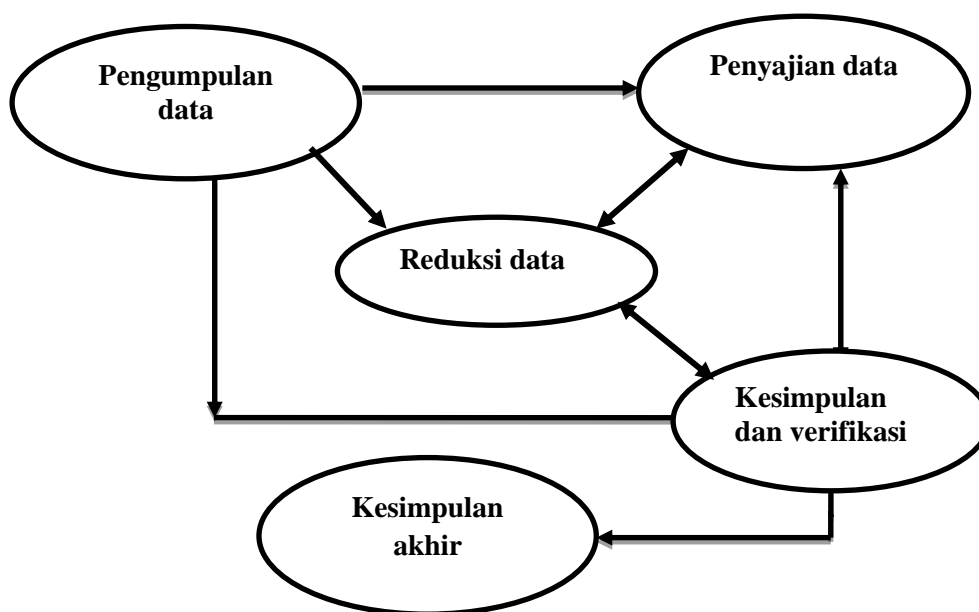 Pengumpulan
data
Penyajian data
Reduksi data
Kesimpulan
dan verifikasi
Kesimpulan
akhir